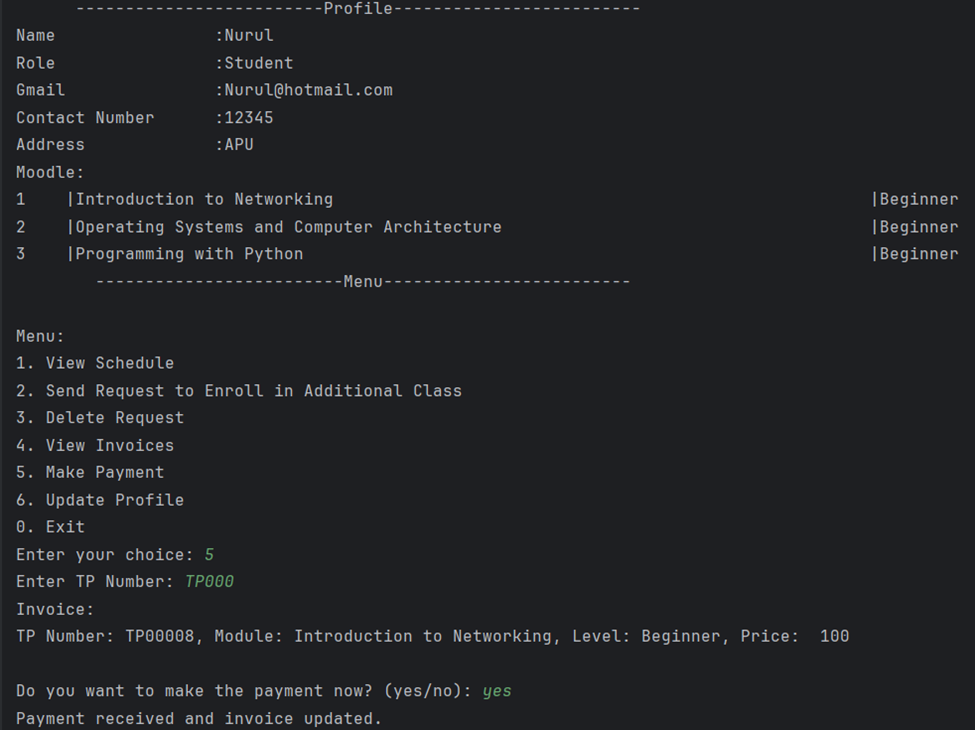 -------------------------Profile-------------------------
Name                :Nurul
Role                :Student
Gmail               :Nurul@hotmail.com
Contact Number      :12345
Address             :APU
Moodle:
1    |Introduction to Networking                                                      |Beginner
2    |Operating Systems and Computer Architecture                                     |Beginner
3    |Programming with Python                                                         |Beginner
-------------------------Menu-------------------------
Menu:
1. View Schedule
2. Send Request to Enroll in Additional Class
3. Delete Request
4. View Invoices
5. Make Payment
6. Update Profile
0. Exit
Enter your choice: 5
Enter TP Number: TP000
Invoice:
TP Number: TP00008, Module: Introduction to Networking, Level: Beginner, Price:  100
Do you want to make the payment now? (yes/no): yes
Payment received and invoice updated.